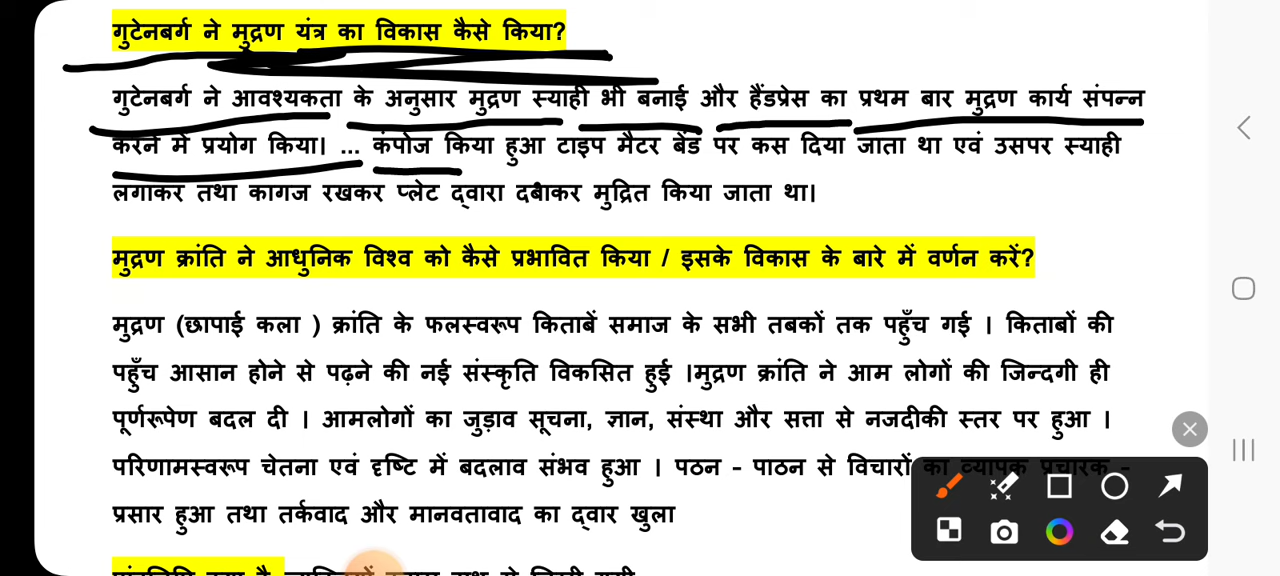 गुटेनबर्ग ने मुद्रण यंत्र का विकास कैसे किया?
गुटेनबर्ग ने आवश्यकता के अनुसार मुद्रण स्याही भी बनाई और हैंडप्रेस का प्रथम बार मुद्रण कार्य संपन्न
करने में प्रयोग किया। ... कंपोज किया हुआ टाइप मैटर बेंड पर कस दिया जाता था एवं उसपर स्याही
लगाकर तथा कागज रखकर प्लेट द्वारा दबाकर मुद्रित किया जाता था।
मुद्रण क्रांति ने आधुनिक विश्व को कैसे प्रभावित किया / इसके विकास के बारे में वर्णन करें?
मुद्रण (छापाई कला ) क्रांति के फलस्वरूप किताबें समाज के सभी तबकों तक पहुँच गई । किताबों की
पहुँच आसान होने से पढ़ने की नई संस्कृति विकसित हुई ।मुद्रण क्रांति ने आम लोगों की जिन्दगी ही
पूर्णरूपेण बदल दी । आमलोगों का जुड़ाव सूचना, ज्ञान, संस्था और सत्ता से नजदीकी स्तर पर हुआ ।
परिणामस्वरूप चेतना एवं दृष्टि में बदलाव संभव हुआ । पठन - पाठन से विचारों का व्यापक प्रचारक -
प्रसार हुआ तथा तर्कवाद और मानवतावाद का द्वार खुला